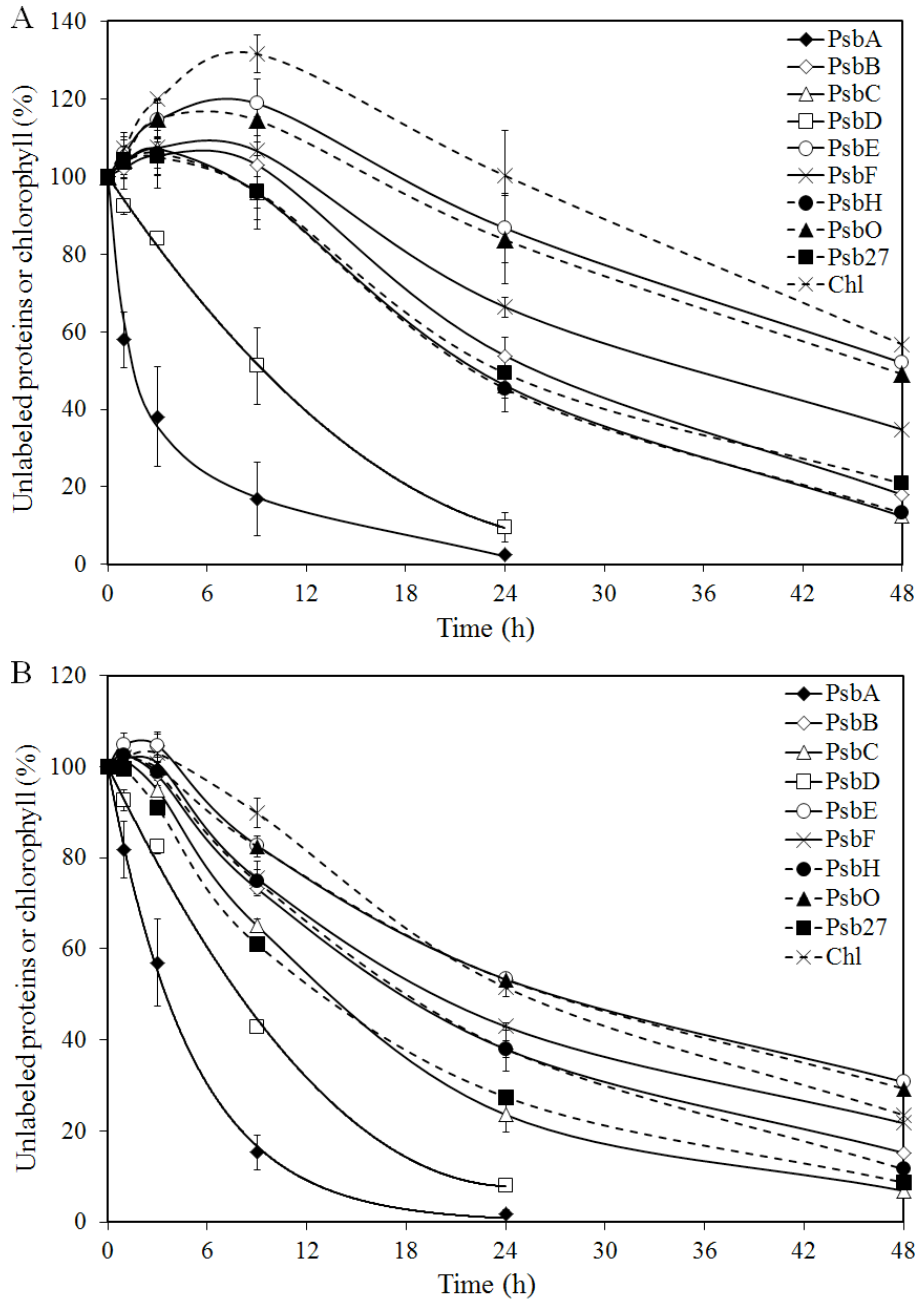 A
140
120
100
80
60
40
20
0
Unlabeled proteins or chlorophyll (%)
PsbA
PsbB
PsbC
PsbD
PsbE
PsbF
PsbH
PsbO
Psb27
Chl
0 6 12 18 24 30 36 42 48
Time (h)
B
120
100
80
60
40
20
0
Unlabeled proteins or chlorophyll (%)
PsbA
PsbB
PsbC
PsbD
PsbE
PsbF
PsbH
PsbO
Psb27
Chl
0 6 12 18 24 30 36 42 48
Time (h)